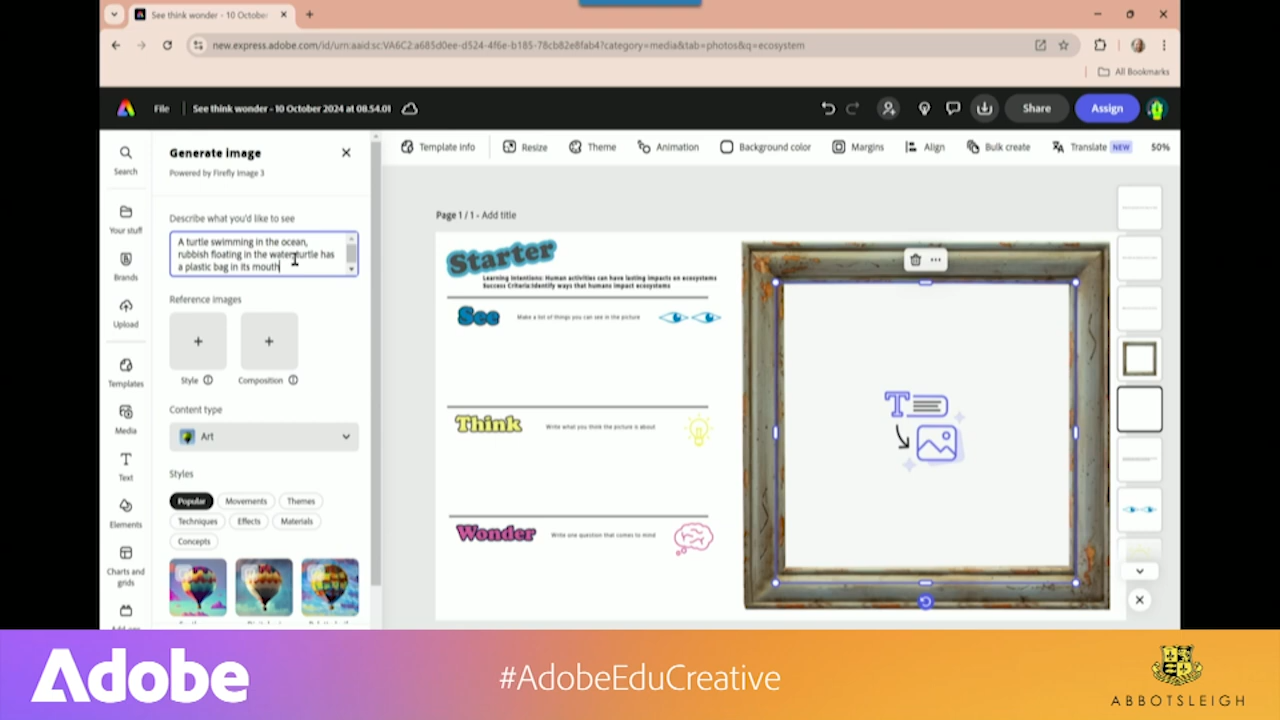 See think wonder - 10 October
new.express.adobe.com/id/urn:aaid:sc:VA6C2:a685d0ee-d524-4f6e-b185-78cb82e8fab4?category=media&tab=photos&q=ecosystem
All Bookmarks
File
See think wonder - 10 October 2024 at 08.54.01
Share
Assign
Search
Your stuff
Brands
Upload
Templates
Media
Text
Elements
Charts and
grids
Generate image
Powered by Firefly Image 3
Describe what you'd like to see
A turtle swimming in the ocean,
rubbish floating in the water, turtle has
a plastic bag in its mouth
Reference images
Style
Composition
Content type
Art
Styles
Popular
Movements
Themes
Techniques
Effects
Materials
Concepts
Template info
Resize
Theme
Animation
Background color
Margins
Align
Bulk create
Translate NEW
50%
Page 1 / 1 - Add title
Starter
Learning Intentions: Human activities can have lasting impacts on ecosystems
Success Criteria:Identify ways that humans impact ecosystems
See
Make a list of things you can see in the picture
Think
Write what you think the picture is about
Wonder
Write one question that comes to mind
T
Adobe
#AdobeEduCreative
ABBOTSLEIGH